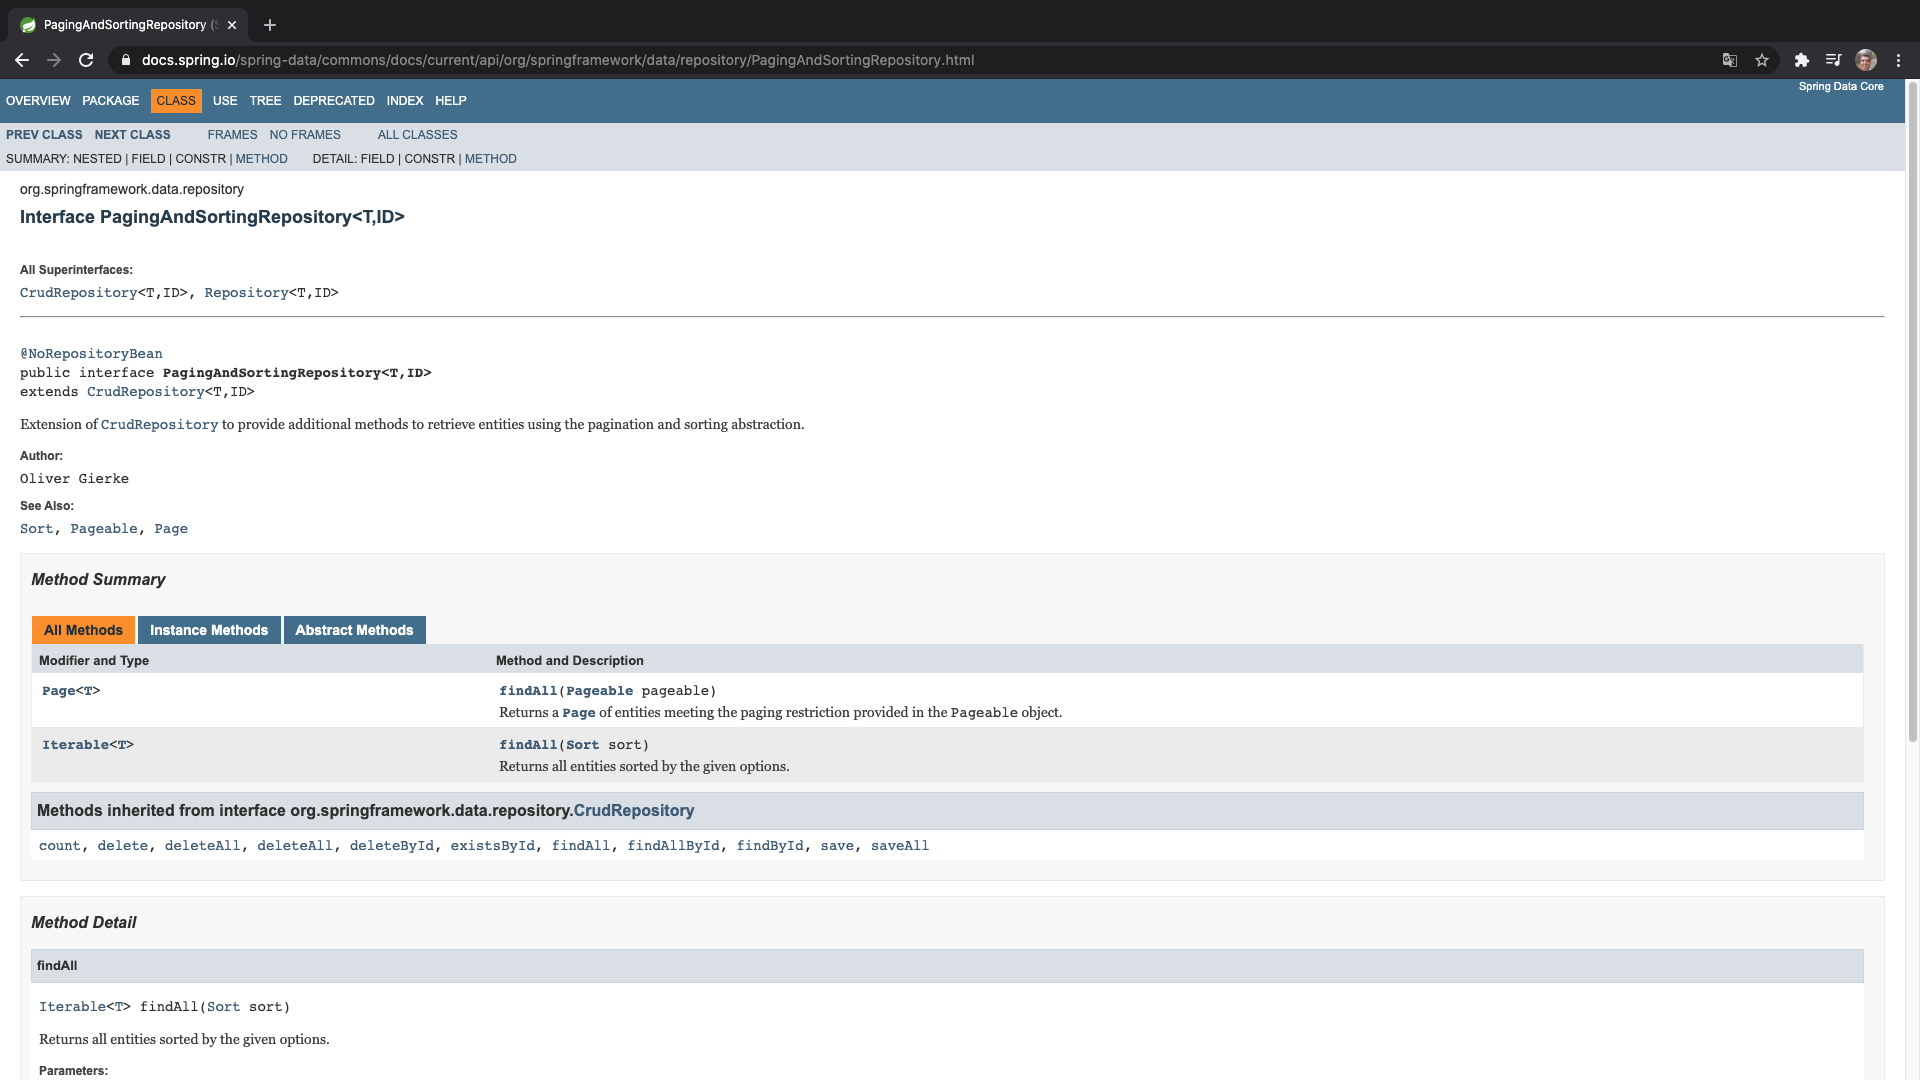 PagingAndSortingRepository (
docs.spring.io/spring-data/commons/docs/current/api/org/springframework/data/repository/PagingAndSortingRepository.html
OVERVIEW PACKAGE CLASS USE TREE DEPRECATED INDEX HELP
Spring Data Core
PREV CLASS NEXT CLASS FRAMES NO FRAMES ALL CLASSES
SUMMARY: NESTED | FIELD | CONSTR | METHOD DETAIL: FIELD | CONSTR | METHOD
org.springframework.data.repository
Interface PagingAndSortingRepository<T,ID>
All Superinterfaces:
CrudRepository<T,ID>, Repository<T,ID>
@NoRepositoryBean
public interface PagingAndSortingRepository<T,ID>
extends CrudRepository<T,ID>
Extension of CrudRepository to provide additional methods to retrieve entities using the pagination and sorting abstraction.
Author:
Oliver Gierke
See Also:
Sort, Pageable, Page
Method Summary
All Methods Instance Methods Abstract Methods
Modifier and Type Method and Description
Page<T> findAll(Pageable pageable)
Returns a Page of entities meeting the paging restriction provided in the Pageable object.
Iterable<T> findAll(Sort sort)
Returns all entities sorted by the given options.
Methods inherited from interface org.springframework.data.repository.CrudRepository
count, delete, deleteAll, deleteAll, deleteById, existsById, findAll, findAllById, findById, save, saveAll
Method Detail
findAll
Iterable<T> findAll(Sort sort)
Returns all entities sorted by the given options.
Parameters: